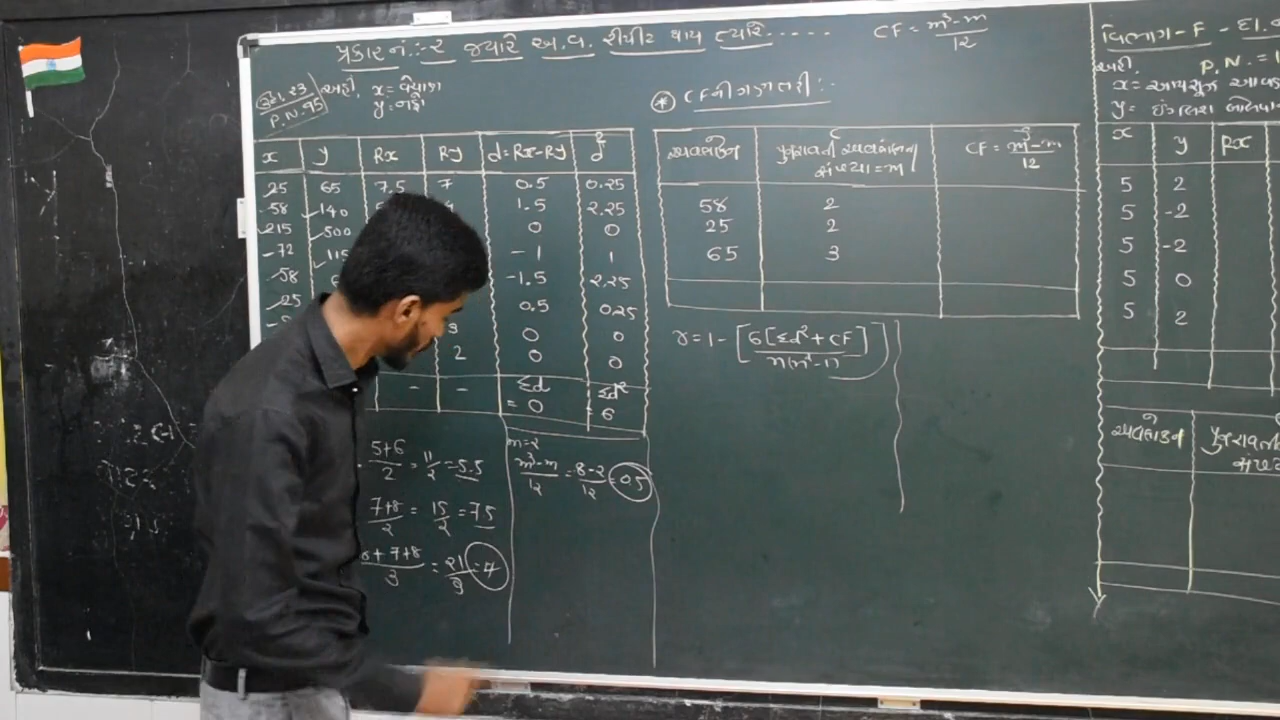 પ્રકાર નં.:-૨ જ્યારે અ.વ. રીપીટ થાય ત્યારે.....
CF = m³-m / 12
ઉદા. 23
P.N. 95
અહીં, x = વેચાણ
y = નફો
x y Rx Ry d=Rx-Ry d²
25 65 7.5 7 0.5 0.25
58 140 1.5 2.25
215 500 0 0
72 115 -1 1
58 -1.5 2.25
25 0.5 0.25
3 0 0
2 0 0
- - Σd = 0 Σd² = 6
5+6 / 2 = 11 / 2 = 5.5
7+8 / 2 = 15 / 2 = 7.5
6+7+8 / 3 = 21 / 3 = 7
m=2
m³-m / 12 = 8-2 / 12 = 0.5
* CF ની ગણતરી :-
અવલોકન પુનરાવર્તિત અવલોકનની સંખ્યા = m CF = m³-m / 12
58 2
25 2
65 3
r = 1 - [6[Σd²+CF] / n(n²-1)]
વિભાગ-F - દા.
અહીં, P.N. =
x =
y =
x y Rx
5 2
5 -2
5 -2
5 0
5 2
અવલોકન